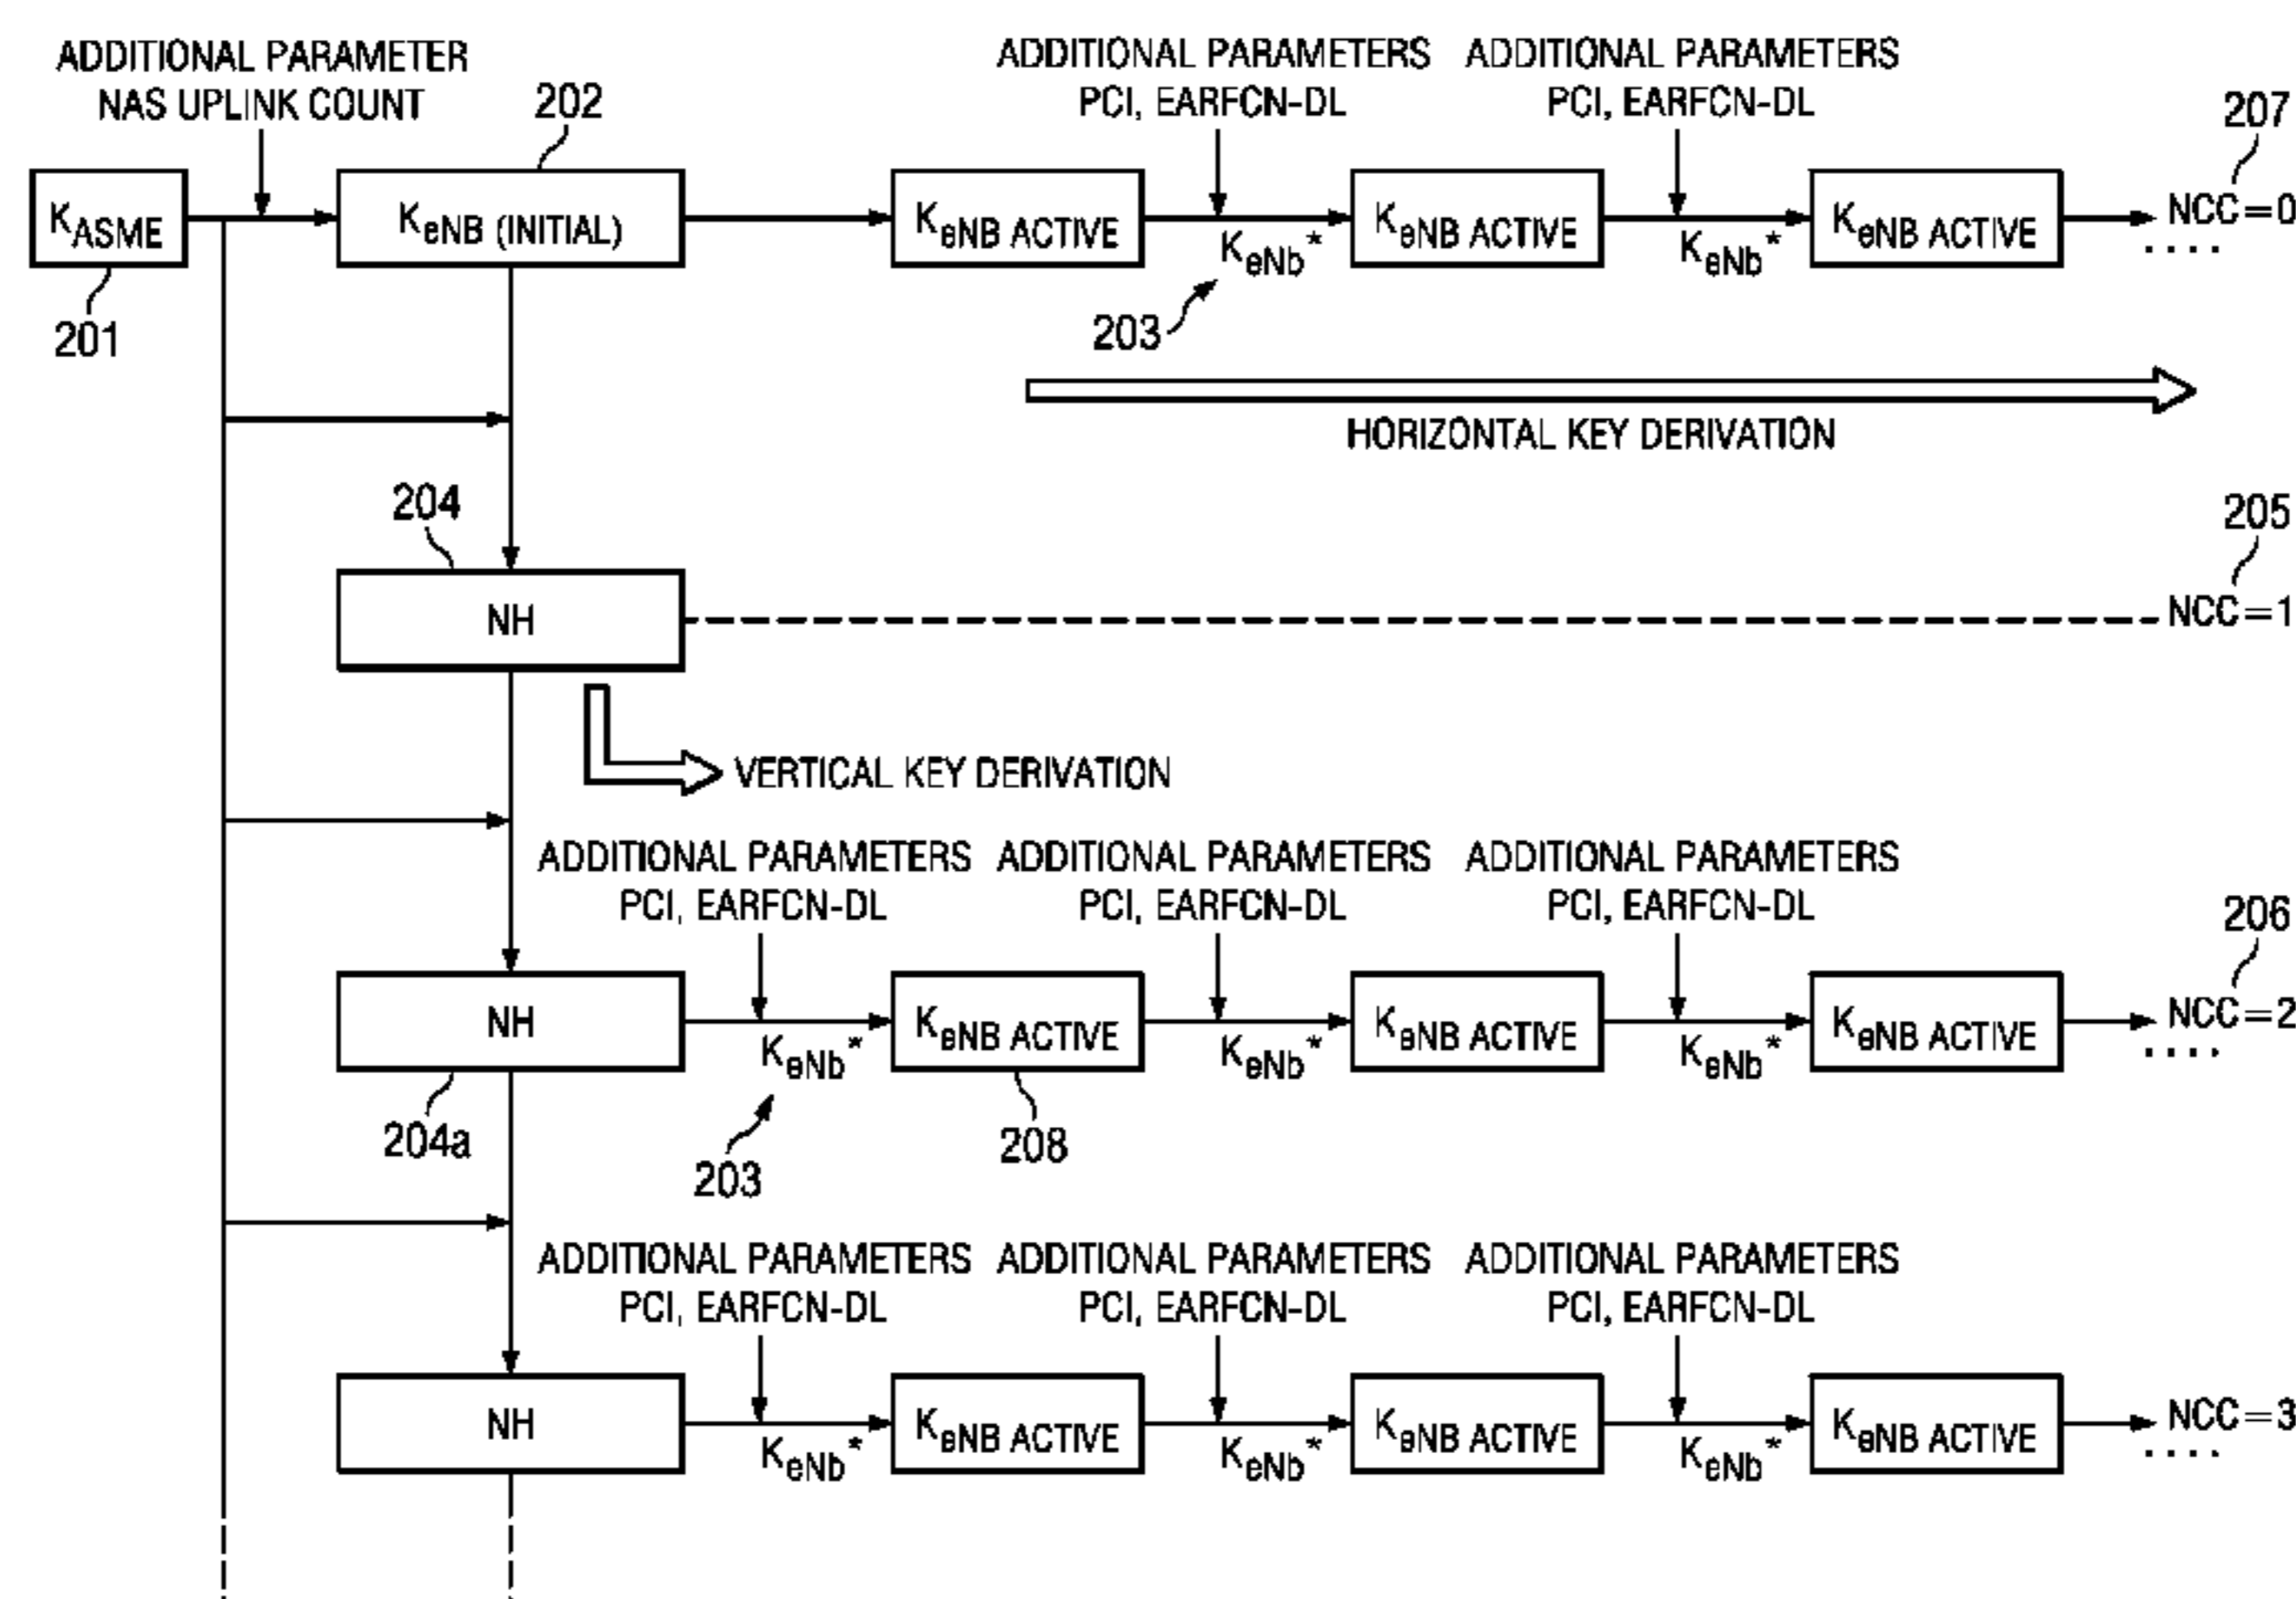 ADDITIONAL PARAMETER
NAS UPLINK COUNT
202
ADDITIONAL PARAMETERS
PCI, EARFCN-DL
ADDITIONAL PARAMETERS
PCI, EARFCN-DL
207
KASME
KeNB (INITIAL)
KeNB ACTIVE
KeNb*
KeNB ACTIVE
KeNb*
KeNB ACTIVE
NCC=0
....
201
203
HORIZONTAL KEY DERIVATION
204
205
NH
NCC=1
VERTICAL KEY DERIVATION
ADDITIONAL PARAMETERS
PCI, EARFCN-DL
ADDITIONAL PARAMETERS
PCI, EARFCN-DL
ADDITIONAL PARAMETERS
PCI, EARFCN-DL
206
NH
KeNb*
KeNB ACTIVE
KeNb*
KeNB ACTIVE
KeNb*
KeNB ACTIVE
NCC=2
....
204a
203
208
ADDITIONAL PARAMETERS
PCI, EARFCN-DL
ADDITIONAL PARAMETERS
PCI, EARFCN-DL
ADDITIONAL PARAMETERS
PCI, EARFCN-DL
NH
KeNb*
KeNB ACTIVE
KeNb*
KeNB ACTIVE
KeNb*
KeNB ACTIVE
NCC=3
....